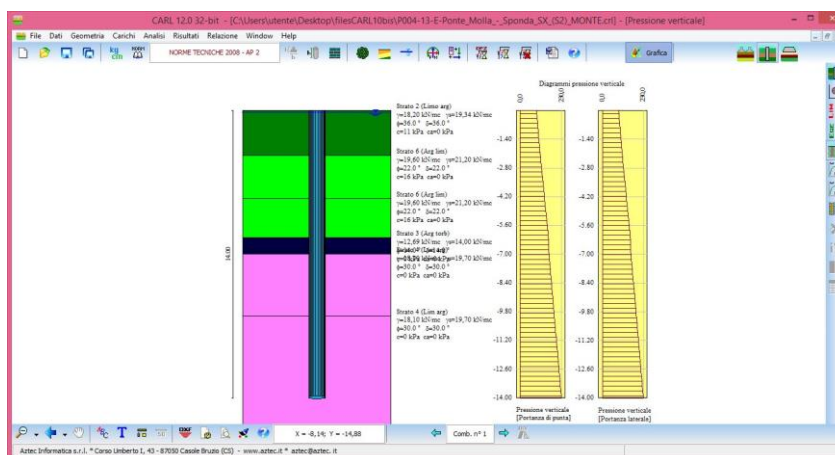 CARL 12.0 32-bit - [C:\Users\utente\Desktop\filesCARL10bis\P004-13-E-Ponte_Molla_-_Sponda_SX_(S2)_MONTE.crl] - [Pressione verticale]
File Dati Geometria Carichi Analisi Risultati Relazione Window Help
NORME TECNICHE 2008 - AP 2
Grafica
Diagrammi pressione verticale
0,0 290,0 0,0 290,0
Strato 2 (Limo arg)
γ=18,20 kN/mc γs=19,34 kN/mc
φ=36.0 ° δ=36.0 °
c=11 kPa ca=0 kPa
Strato 6 (Arg lim)
γ=19,60 kN/mc γs=21,20 kN/mc
φ=22.0 ° δ=22.0 °
c=16 kPa ca=0 kPa
Strato 6 (Arg lim)
γ=19,60 kN/mc γs=21,20 kN/mc
φ=22.0 ° δ=22.0 °
c=16 kPa ca=0 kPa
Strato 3 (Arg torb)
γ=12,69 kN/mc γs=14,00 kN/mc
γs=19,70 kN/mc
φ=30.0 ° δ=30.0 °
c=0 kPa ca=0 kPa
Strato 4 (Lim arg)
γ=18,10 kN/mc γs=19,70 kN/mc
φ=30.0 ° δ=30.0 °
c=0 kPa ca=0 kPa
14.00
-1.40 -1.40
-2.80 -2.80
-4.20 -4.20
-5.60 -5.60
-7.00 -7.00
-8.40 -8.40
-9.80 -9.80
-11.20 -11.20
-12.60 -12.60
-14.00 -14.00
Pressione verticale
[Portanza di punta]
Pressione verticale
[Portanza laterale]
X = -8,14; Y = -14,88
Comb. n° 1
Aztec Informatica s.r.l. * Corso Umberto I, 43 - 87050 Casole Bruzio (CS) - www.aztec.it * aztec@aztec.it